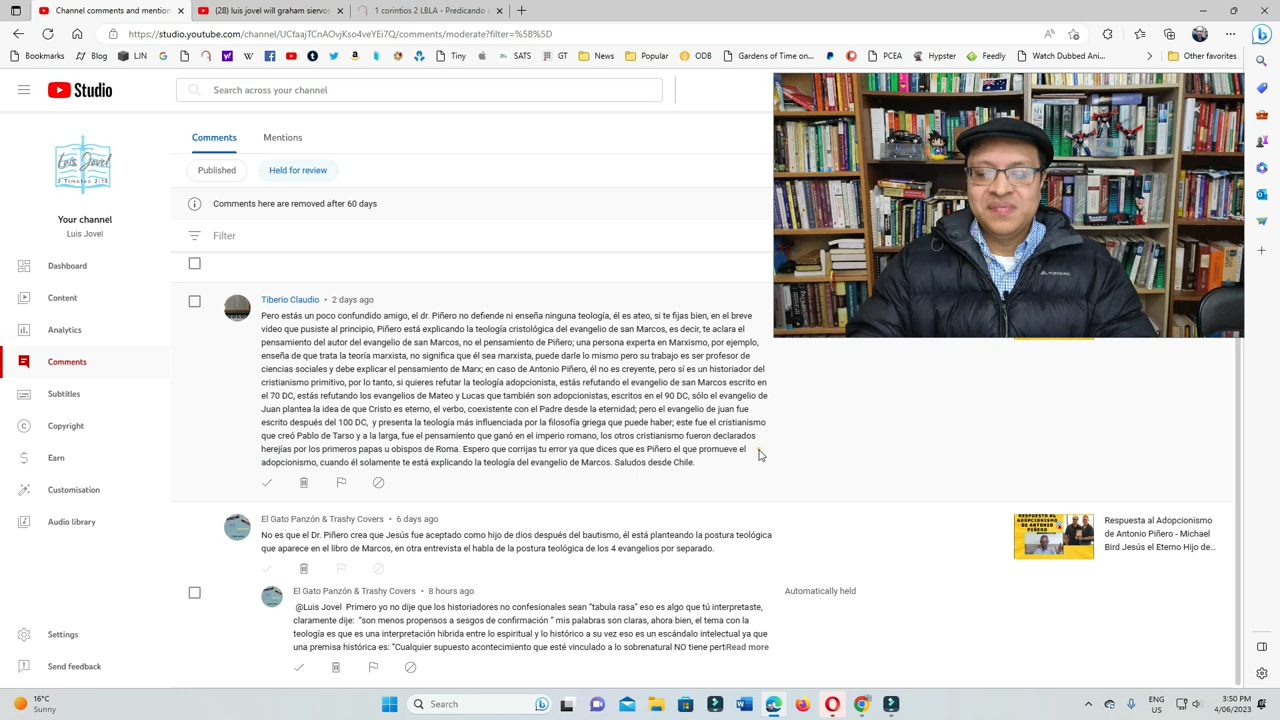 Channel comments and mentions
(28) luis jovel will graham siervos
1 corintios 2 LBLA - Predicando s
https://studio.youtube.com/channel/UCfaajTCnAOvjKso4veYEi7Q/comments/moderate?filter=%5B%5D
Bookmarks
Blog
LIN
G
Tiny
SATS
GT
News
Popular
ODB
Gardens of Time on...
PCEA
Hypster
Feedly
Watch Dubbed Ani...
Other favorites
Studio
Search across your channel
Luis Jovel
2 Timoteo 2:15
Your channel
Luis Jovel
Dashboard
Content
Analytics
Comments
Subtitles
Copyright
Earn
Customisation
Audio library
Settings
Send feedback
Comments
Mentions
Published
Held for review
Comments here are removed after 60 days
Filter
Tiberio Claudio • 2 days ago
Pero estás un poco confundido amigo, el dr. Piñero no defiende ni enseña ninguna teología, él es ateo, si te fijas bien, en el breve
video que pusiste al principio, Piñero está explicando la teología cristológica del evangelio de san Marcos, es decir, te aclara el
pensamiento del autor del evangelio de san Marcos, no el pensamiento de Piñero; una persona experta en Marxismo, por ejemplo,
enseña de que trata la teoría marxista, no significa que él sea marxista, puede darle lo mismo pero su trabajo es ser profesor de
ciencias sociales y debe explicar el pensamiento de Marx; en caso de Antonio Piñero, él no es creyente, pero sí es un historiador del
cristianismo primitivo, por lo tanto, si quieres refutar la teología adopcionista, estás refutando el evangelio de san Marcos escrito en
el 70 DC, estás refutando los evangelios de Mateo y Lucas que también son adopcionistas, escritos en el 90 DC, sólo el evangelio de
Juan plantea la idea de que Cristo es eterno, el verbo, coexistente con el Padre desde la eternidad; pero el evangelio de juan fue
escrito después del 100 DC, y presenta la teología más influenciada por la filosofía griega que puede haber; este fue el cristianismo
que creó Pablo de Tarso y a la larga, fue el pensamiento que ganó en el imperio romano, los otros cristianismo fueron declarados
herejías por los primeros papas u obispos de Roma. Espero que corrijas tu error ya que dices que es Piñero el que promueve el
adopcionismo, cuando él solamente te está explicando la teología del evangelio de Marcos. Saludos desde Chile.
El Gato Panzón & Trashy Covers • 6 days ago
No es que el Dr. Piñero crea que Jesús fue aceptado como hijo de dios después del bautismo, él está planteando la postura teológica
que aparece en el libro de Marcos, en otra entrevista el habla de la postura teológica de los 4 evangelios por separado.
RESPUESTA AL
ADOPCIONISMO
DE ANTONIO
PIÑERO
Respuesta al Adopcionismo
de Antonio Piñero - Michael
Bird Jesús el Eterno Hijo de...
El Gato Panzón & Trashy Covers • 8 hours ago
Automatically held
@Luis Jovel Primero yo no dije que los historiadores no confesionales sean “tabula rasa” eso es algo que tú interpretaste,
claramente dije: “son menos propensos a sesgos de confirmación ” mis palabras son claras, ahora bien, el tema con la
teología es que es una interpretación hibrida entre lo espiritual y lo histórico a su vez eso es un escándalo intelectual ya que
una premisa histórica es: “Cualquier supuesto acontecimiento que esté vinculado a lo sobrenatural NO tiene perti Read more
16°C
Sunny
Search
ENG
US
3:50 PM
4/06/2023